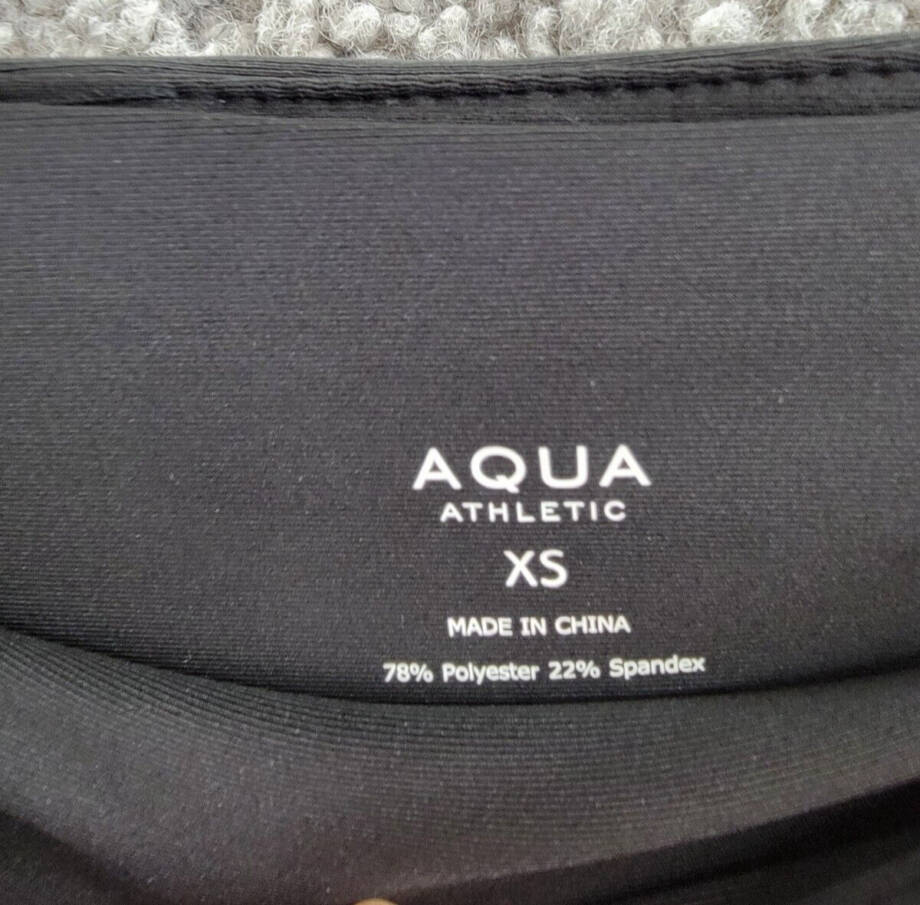 AQUA
ATHLETIC
XS
MADE IN CHINA
78% Polyester 22% Spandex